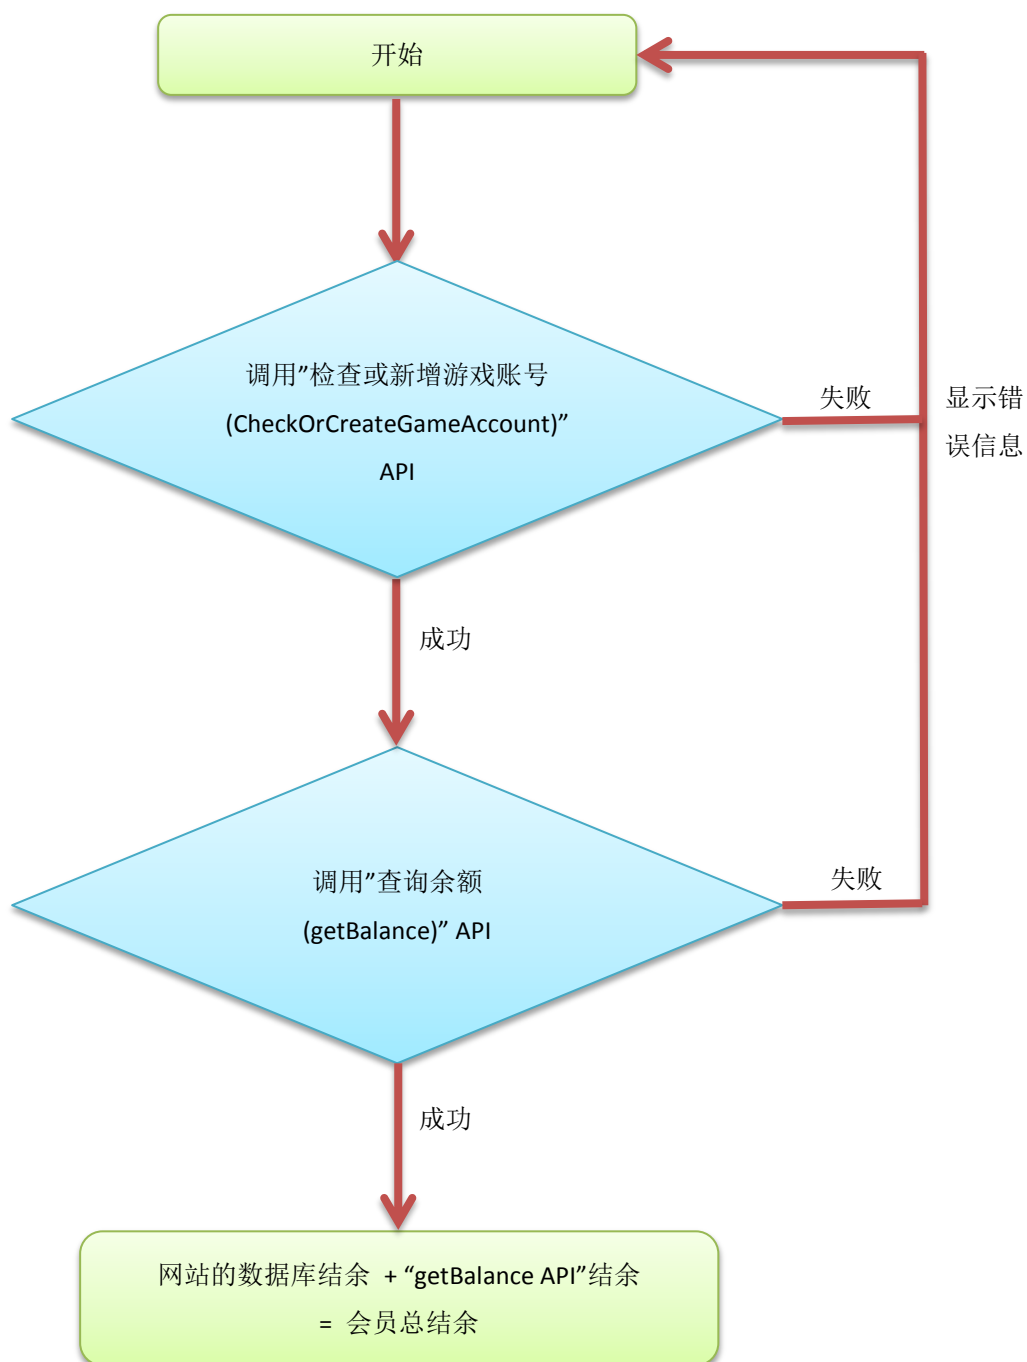 开始
调用”检查或新增游戏账号
(CheckOrCreateGameAccount)”
API
失败
显示错
误信息
成功
调用”查询余额
(getBalance)” API
失败
成功
网站的数据库结余 + “getBalance API”结余
= 会员总结余